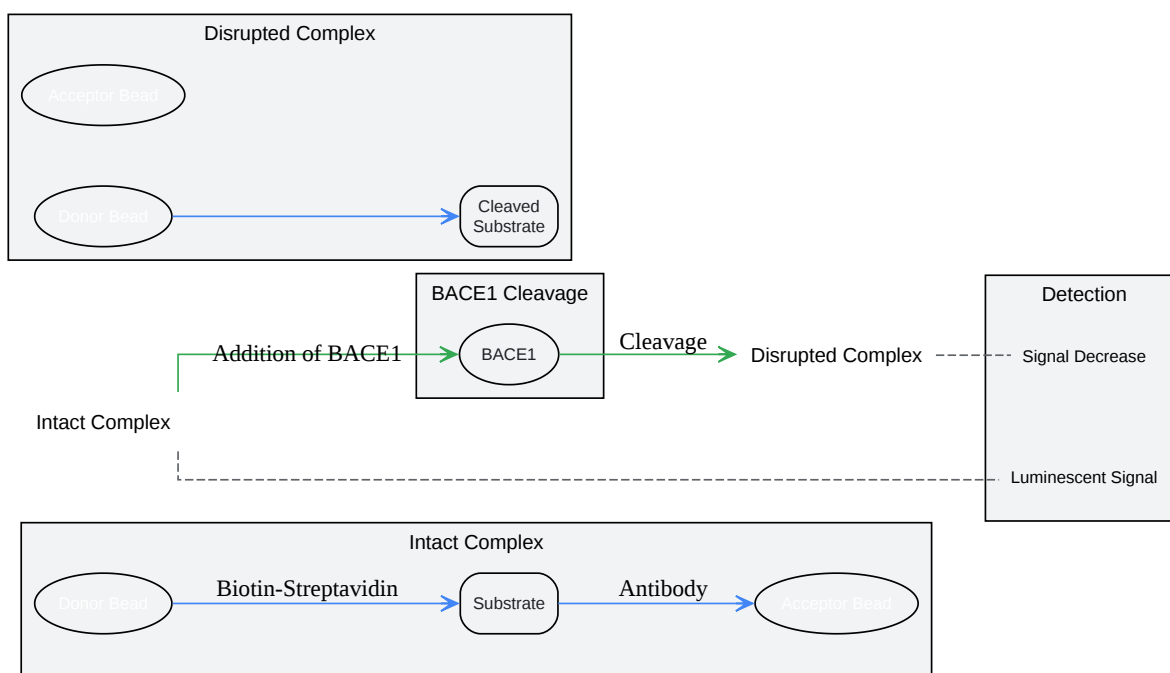 Disrupted Complex
Acceptor Bead
Donor Bead
Cleaved
Substrate
BACE1 Cleavage
Detection
Addition of BACE1
BACE1
Cleavage
Disrupted Complex
Signal Decrease
Intact Complex
Luminescent Signal
Intact Complex
Donor Bead
Biotin-Streptavidin
Substrate
Antibody
Acceptor Bead